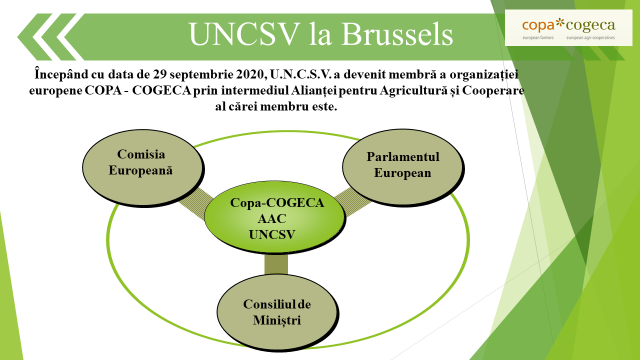 UNCSV la Brussels
copa*cogeca
european farmers european agri-cooperatives
Începând cu data de 29 septembrie 2020, U.N.C.S.V. a devenit membră a organizației
europene COPA - COGECA prin intermediul Alianței pentru Agricultură și Cooperare
al cărei membru este.
Comisia
Europeană
Parlamentul
European
Copa-COGECA
AAC
UNCSV
Consiliul de
Miniștri